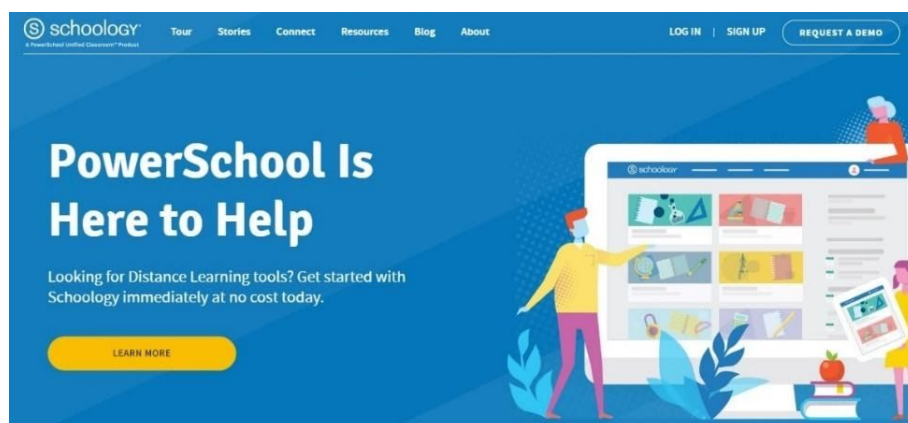 schoology
A PowerSchool Unified Classroom™ Product
Tour Stories Connect Resources Blog About
LOG IN | SIGN UP REQUEST A DEMO
PowerSchool Is
Here to Help
Looking for Distance Learning tools? Get started with
Schoology immediately at no cost today.
LEARN MORE
schoology